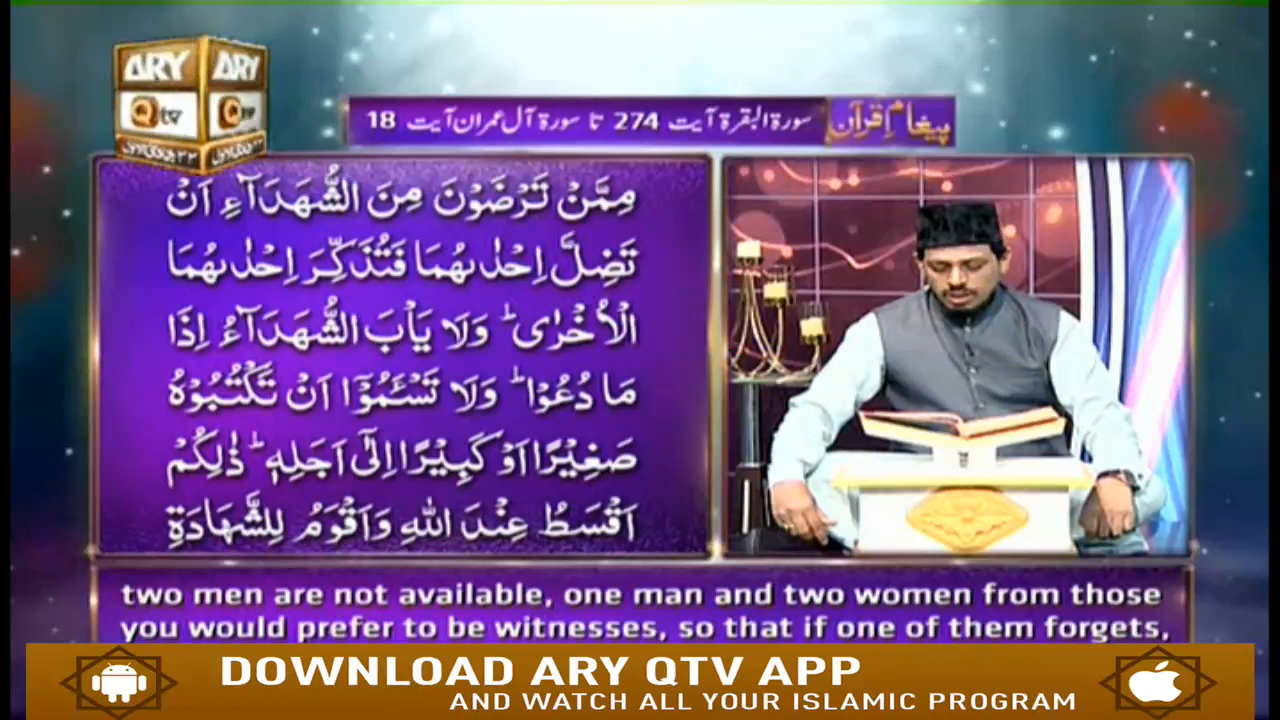 ARY ARY
Qtv Q
پیغامِ قرآن سورۃ البقرۃ آیت 274 تا سورۃ آل عمران آیت 18
مِمَّنْ تَرْضَوْنَ مِنَ الشُّهَدَآءِ اَنْ
تَضِلَّ اِحْدٰىهُمَا فَتُذَكِّرَ اِحْدٰىهُمَا
الْاُخْرٰى ؕ وَلَا يَاْبَ الشُّهَدَآءُ اِذَا
مَا دُعُوْا ؕ وَلَا تَسْـَٔمُوْٓا اَنْ تَكْتُبُوْهُ
صَغِيْرًا اَوْ كَبِيْرًا اِلٰٓى اَجَلِهٖ ؕ ذٰلِكُمْ
اَقْسَطُ عِنْدَ اللّٰهِ وَاَقْوَمُ لِلشَّهَادَةِ
two men are not available, one man and two women from those
you would prefer to be witnesses, so that if one of them forgets,
DOWNLOAD ARY QTV APP
AND WATCH ALL YOUR ISLAMIC PROGRAM